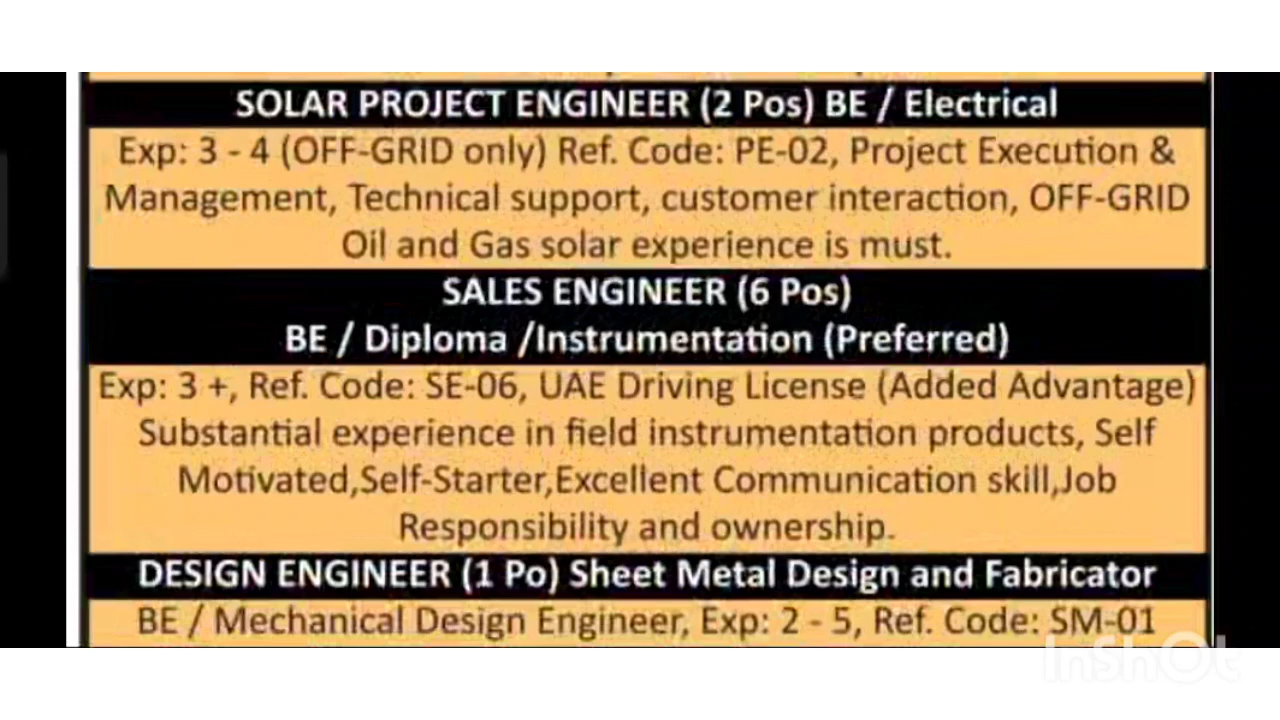 SOLAR PROJECT ENGINEER (2 Pos) BE / Electrical
Exp: 3 - 4 (OFF-GRID only) Ref. Code: PE-02, Project Execution &
Management, Technical support, customer interaction, OFF-GRID
Oil and Gas solar experience is must.
SALES ENGINEER (6 Pos)
BE / Diploma /Instrumentation (Preferred)
Exp: 3 +, Ref. Code: SE-06, UAE Driving License (Added Advantage)
Substantial experience in field instrumentation products, Self
Motivated,Self-Starter,Excellent Communication skill,Job
Responsibility and ownership.
DESIGN ENGINEER (1 Po) Sheet Metal Design and Fabricator
BE / Mechanical Design Engineer, Exp: 2 - 5, Ref. Code: SM-01
InShOt